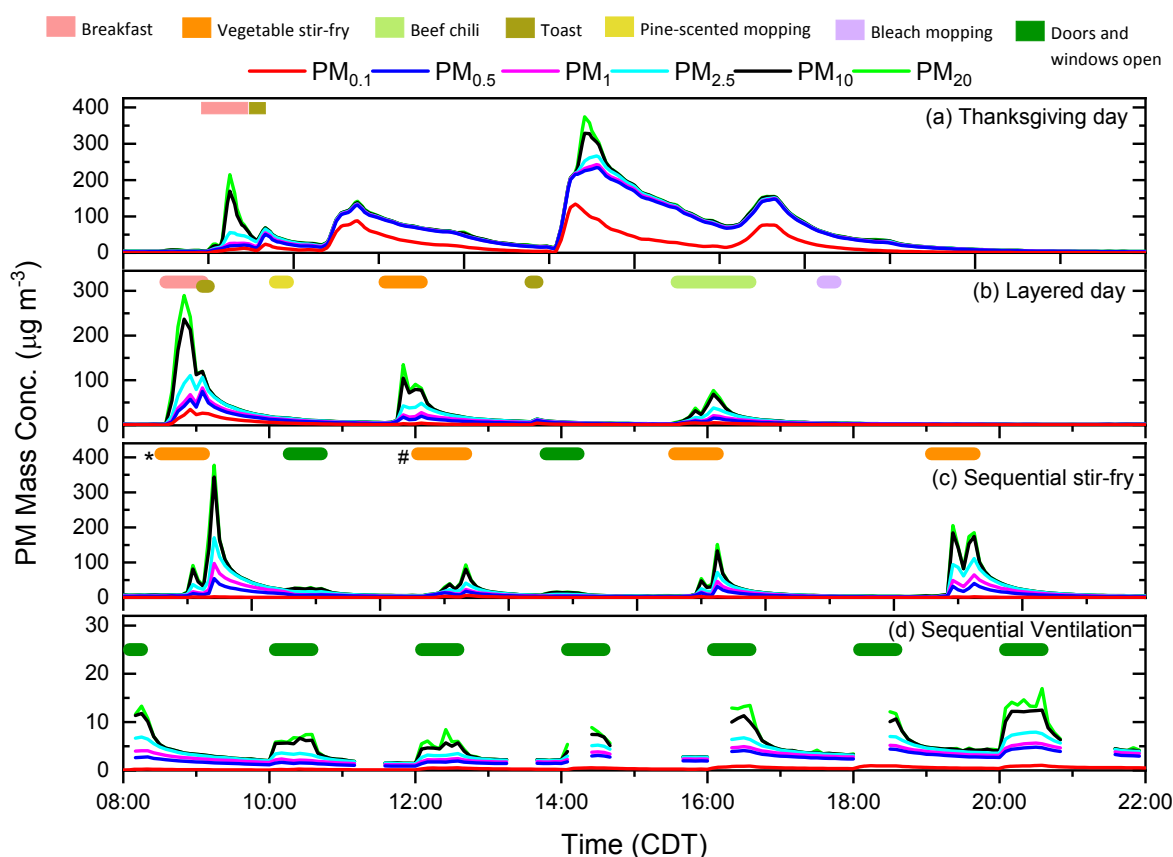 Breakfast Vegetable stir-fry Beef chili Toast Pine-scented mopping Bleach mopping Doors and windows open
PM0.1 PM0.5 PM1 PM2.5 PM10 PM20
(a) Thanksgiving day
400
300
200
100
0
(b) Layered day
300
200
100
0
* #
(c) Sequential stir-fry
400
300
200
100
0
(d) Sequential Ventilation
30
20
10
0
PM Mass Conc. (μg m-3)
08:00 10:00 12:00 14:00 16:00 18:00 20:00 22:00
Time (CDT)